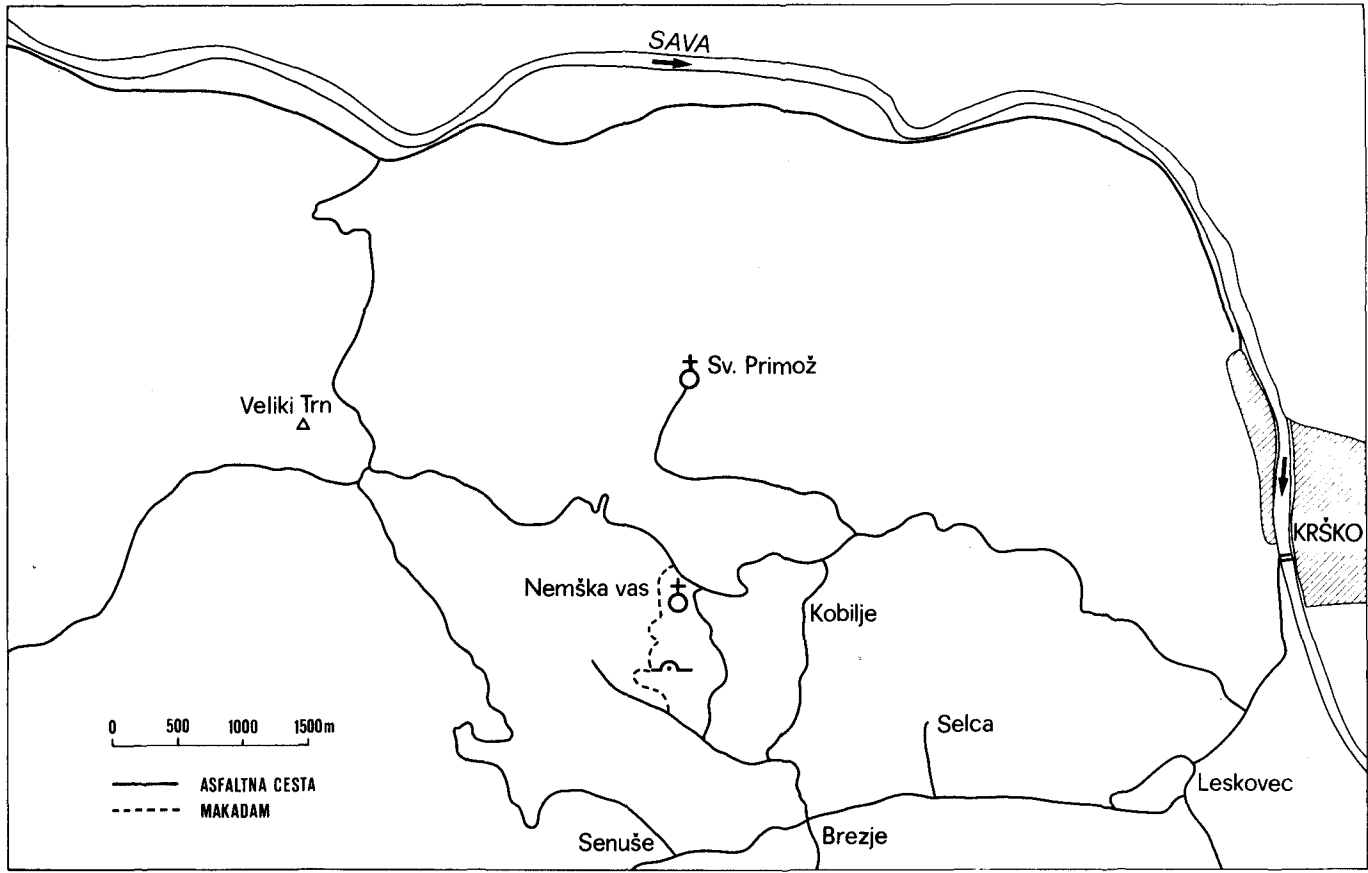 SAVA
Sv. Primož
Veliki Trn
KRŠKO
Nemška vas
Kobilje
0 500 1000 1500m
Selca
ASFALTNA CESTA
Leskovec
MAKADAM
Senuše
Brezje